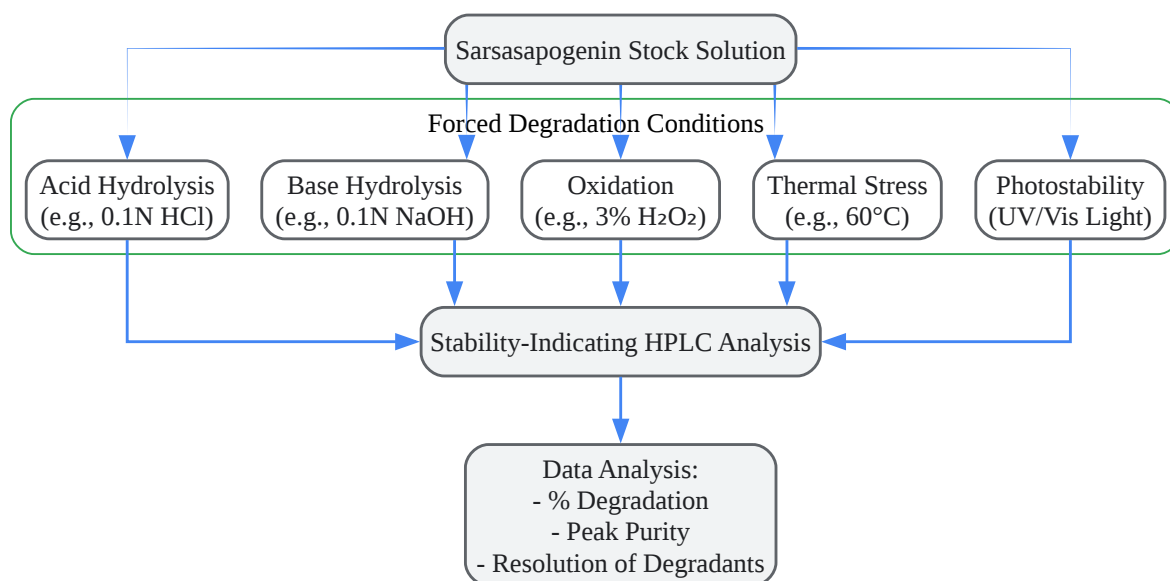 Sarsasapogenin Stock Solution
Forced Degradation Conditions
Acid Hydrolysis
(e.g., 0.1N HCl)
Base Hydrolysis
(e.g., 0.1N NaOH)
Oxidation
(e.g., 3% H₂O₂)
Thermal Stress
(e.g., 60°C)
Photostability
(UV/Vis Light)
Stability-Indicating HPLC Analysis
Data Analysis:
- % Degradation
- Peak Purity
- Resolution of Degradants